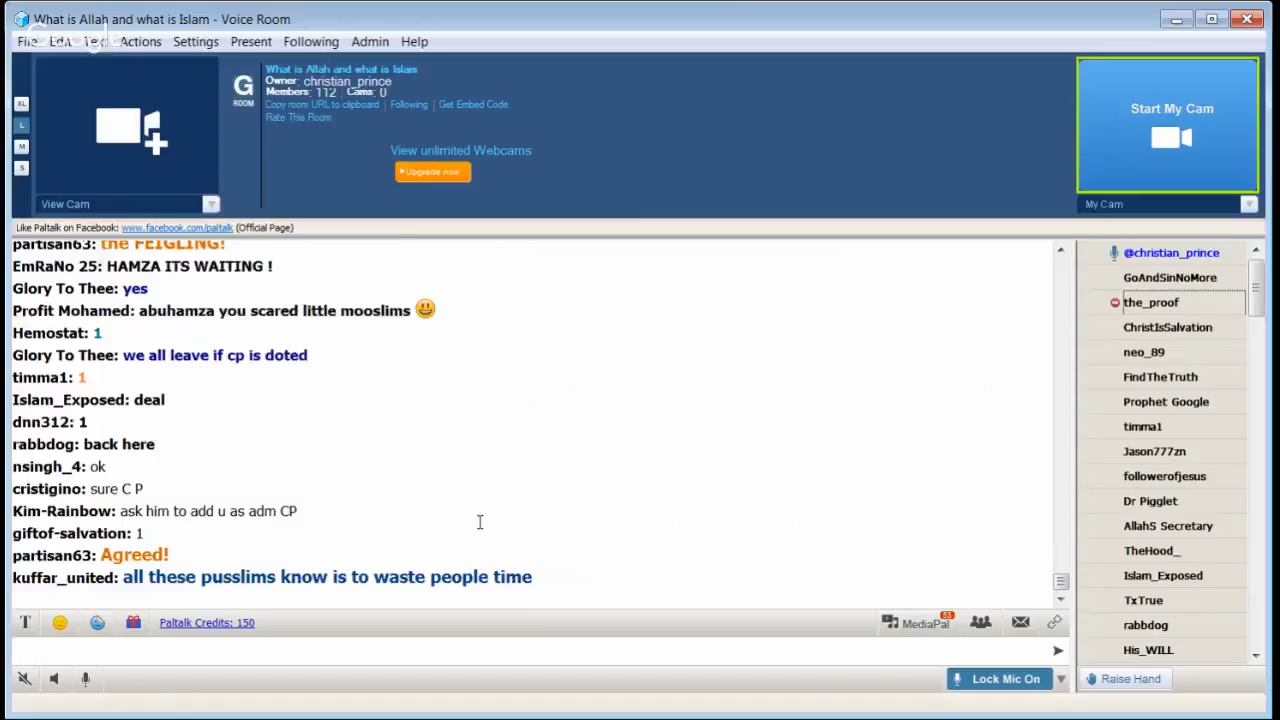 What is Allah and what is Islam - Voice Room
Google
File Edit Text Actions Settings Present Following Admin Help
XL
L
M
S
G
ROOM
What is Allah and what is Islam
Owner: christian_prince
Members: 112 Cams: 0
Copy room URL to clipboard | Following | Get Embed Code
Rate This Room
View unlimited Webcams
Upgrade now
Start My Cam
View Cam
My Cam
Like Paltalk on Facebook: www.facebook.com/paltalk (Official Page)
partisan63: the FEIGLING!
EmRaNo 25: HAMZA ITS WAITING !
Glory To Thee: yes
Profit Mohamed: abuhamza you scared little mooslims
Hemostat: 1
Glory To Thee: we all leave if cp is doted
timma1: 1
Islam_Exposed: deal
dnn312: 1
rabbdog: back here
nsingh_4: ok
cristigino: sure C P
Kim-Rainbow: ask him to add u as adm CP
giftof-salvation: 1
partisan63: Agreed!
kuffar_united: all these pusslims know is to waste people time
@christian_prince
GoAndSinNoMore
the_proof
ChristIsSalvation
neo_89
FindTheTruth
Prophet Google
timma1
Jason777zn
followerofjesus
Dr Pigglet
AllahS Secretary
TheHood_
Islam_Exposed
TxTrue
rabbdog
His_WILL
T
Paltalk Credits: 150
MediaPal
53
Lock Mic On
Raise Hand